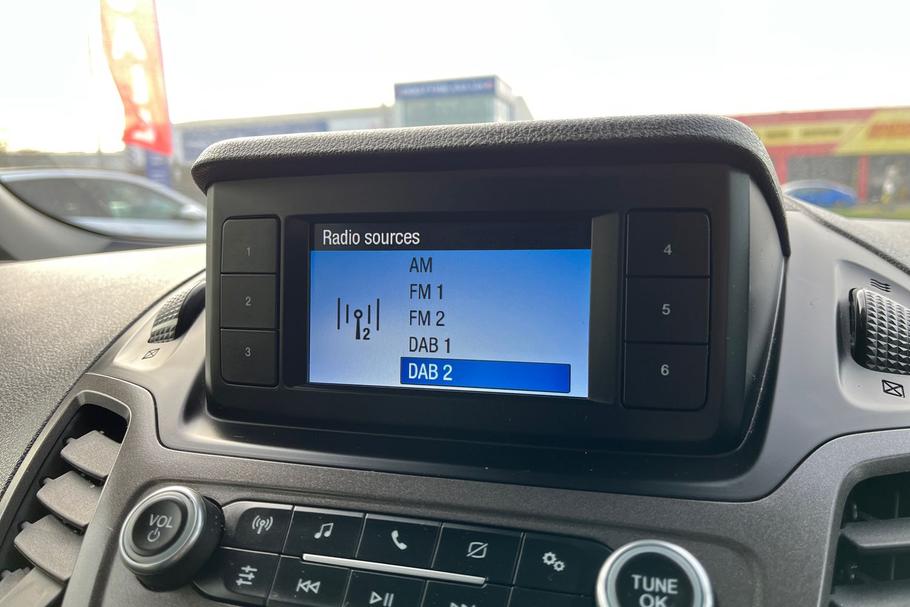 Radio sources
AM
FM 1
FM 2
DAB 1
DAB 2
2
1
2
3
4
5
6
VOL
TUNE
OK